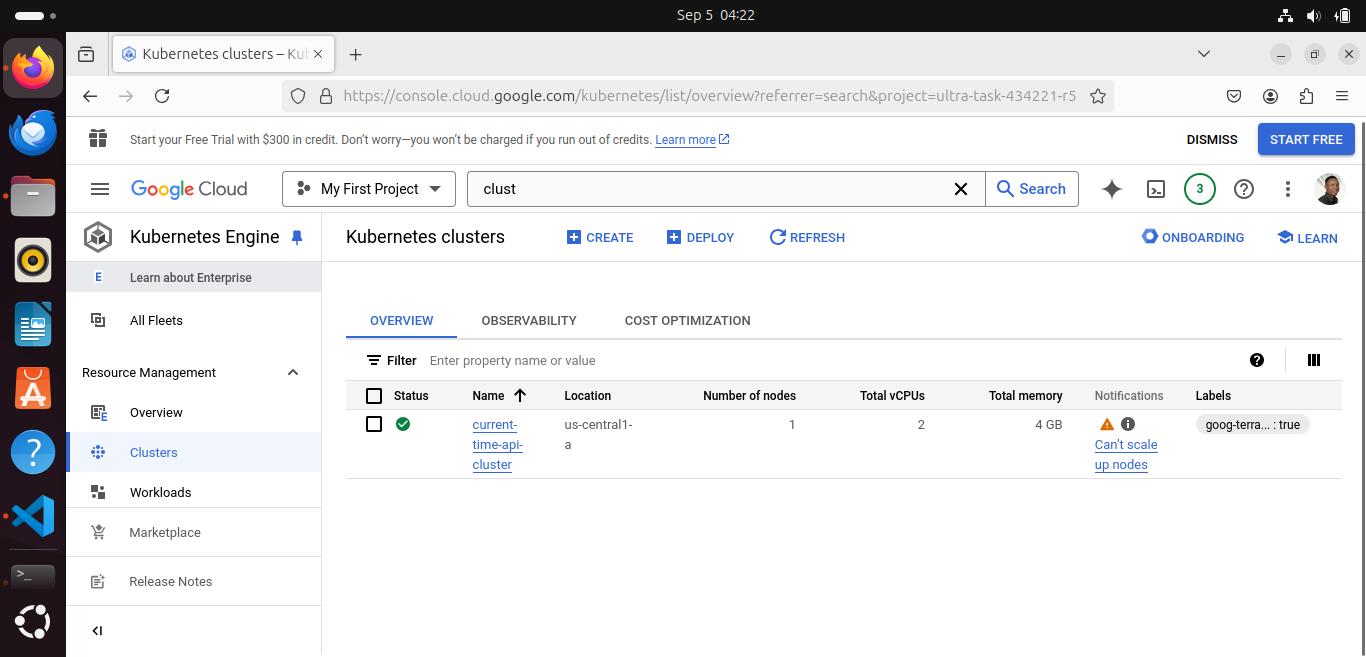 Sep 5 04:22
Kubernetes clusters – Kul
https://console.cloud.google.com/kubernetes/list/overview?referrer=search&project=ultra-task-434221-r5
Start your Free Trial with $300 in credit. Don't worry—you won't be charged if you run out of credits. Learn more
DISMISS
START FREE
Google Cloud
My First Project
clust
Search
3
Kubernetes Engine
Kubernetes clusters
CREATE
DEPLOY
REFRESH
ONBOARDING
LEARN
E Learn about Enterprise
All Fleets
Resource Management
Overview
Clusters
Workloads
Marketplace
Release Notes
OVERVIEW
OBSERVABILITY
COST OPTIMIZATION
Filter Enter property name or value
Status Name Location Number of nodes Total vCPUs Total memory Notifications Labels
current- us-central1- 1 2 4 GB goog-terra... : true
time-api- a Can't scale
cluster up nodes